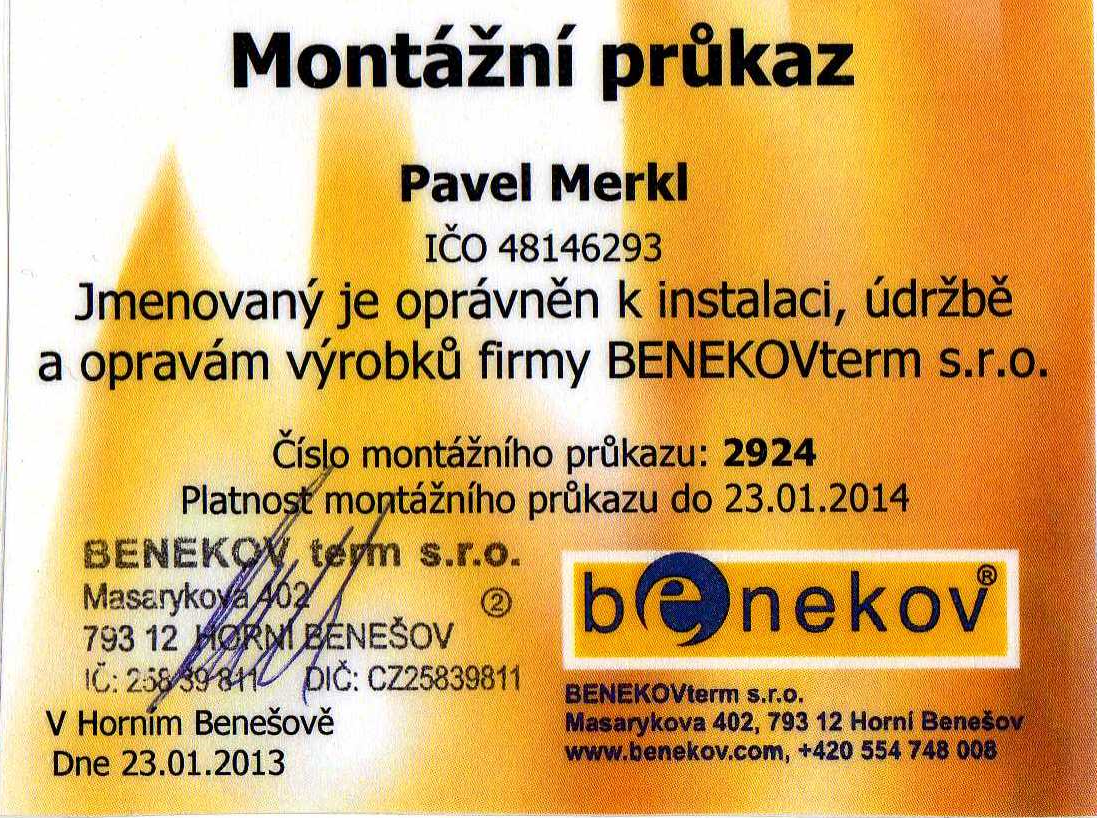 Montážní průkaz
Pavel Merkl
IČO 48146293
Jmenovaný je oprávněn k instalaci, údržbě
a opravám výrobků firmy BENEKOVterm s.r.o.
Číslo montážního průkazu: 2924
Platnost montážního průkazu do 23.01.2014
BENEKOV term s.r.o.
Masarykova 402 ②
793 12 HORNÍ BENEŠOV
IČ: 258 39 811 DIČ: CZ25839811
V Horním Benešově
Dne 23.01.2013
benekov®
BENEKOVterm s.r.o.
Masarykova 402, 793 12 Horní Benešov
www.benekov.com, +420 554 748 008